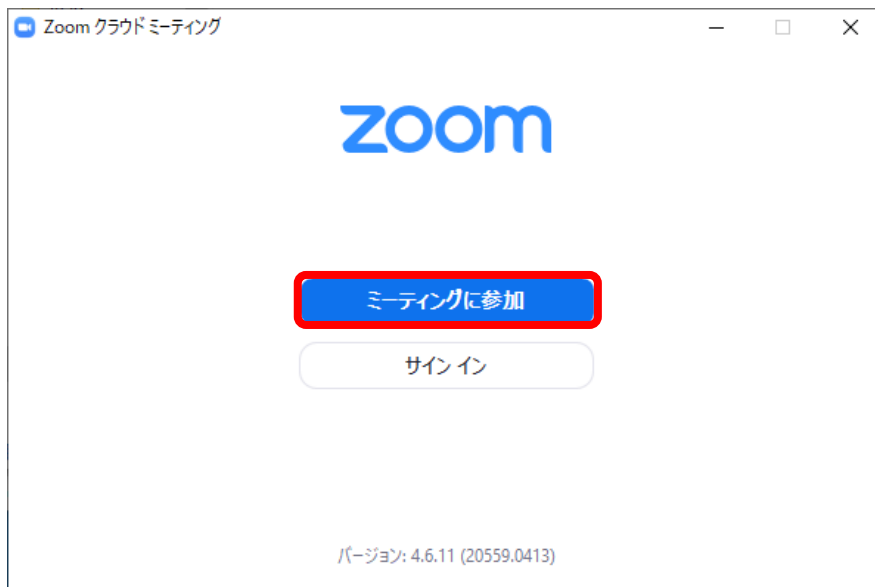 Zoom クラウド ミーティング
zoom
ミーティングに参加
サイン イン
バージョン: 4.6.11 (20559.0413)